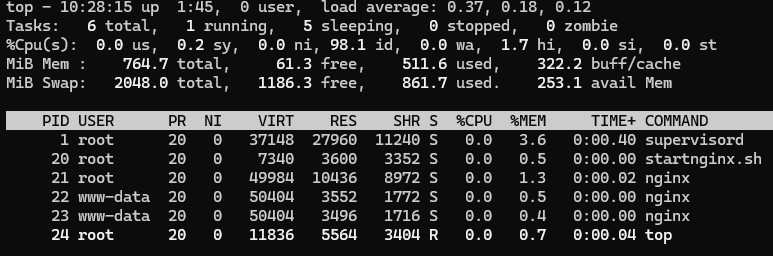 top - 10:28:15 up  1:45,  0 user,  load average: 0.37, 0.18, 0.12
Tasks:   6 total,   1 running,   5 sleeping,   0 stopped,   0 zombie
%Cpu(s):  0.0 us,  0.2 sy,  0.0 ni, 98.1 id,  0.0 wa,  1.7 hi,  0.0 si,  0.0 st
MiB Mem :    764.7 total,     61.3 free,    511.6 used,    322.2 buff/cache
MiB Swap:   2048.0 total,   1186.3 free,    861.7 used.    253.1 avail Mem
PID USER      PR  NI    VIRT    RES    SHR S  %CPU  %MEM     TIME+ COMMAND
1 root      20   0   37148  27960  11240 S   0.0   3.6   0:00.40 supervisord
20 root      20   0    7340   3600   3352 S   0.0   0.5   0:00.00 startnginx.sh
21 root      20   0   49984  10436   8972 S   0.0   1.3   0:00.02 nginx
22 www-data  20   0   50404   3552   1772 S   0.0   0.5   0:00.00 nginx
23 www-data  20   0   50404   3496   1716 S   0.0   0.4   0:00.00 nginx
24 root      20   0   11836   5564   3404 R   0.0   0.7   0:00.04 top